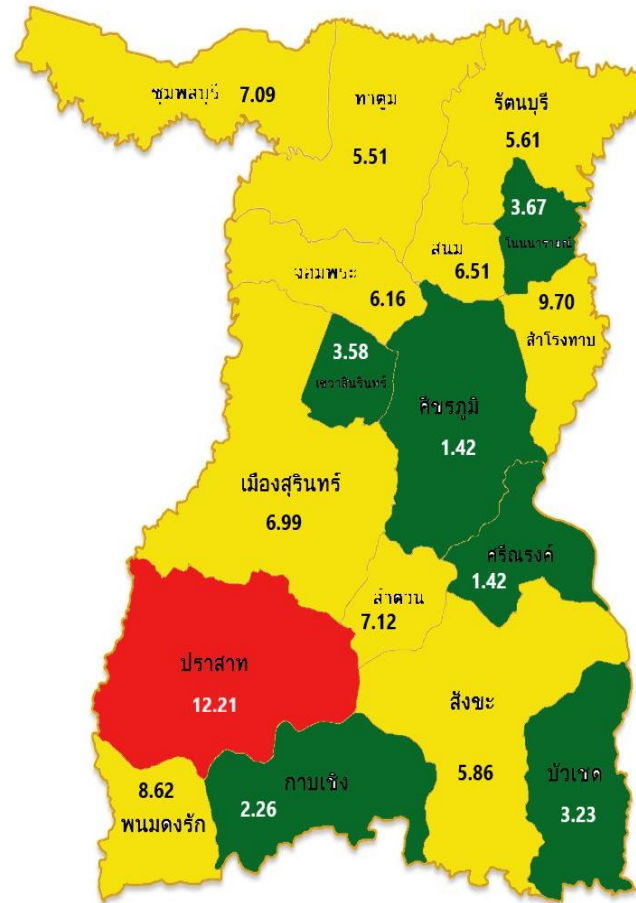 ชุมพลบุรี 7.09
ท่าตูม
5.51
รัตนบุรี
5.61
3.67
โนนนารายณ์
สนม
6.51
จอมพระ
6.16
9.70
สำโรงทาบ
3.58
เขวาสินรินทร์
ศีขรภูมิ
1.42
เมืองสุรินทร์
6.99
ศรีณรงค์
1.42
ลำดวน
7.12
ปราสาท
12.21
สังขะ
5.86
บัวเชด
3.23
กาบเชิง
2.26
8.62
พนมดงรัก